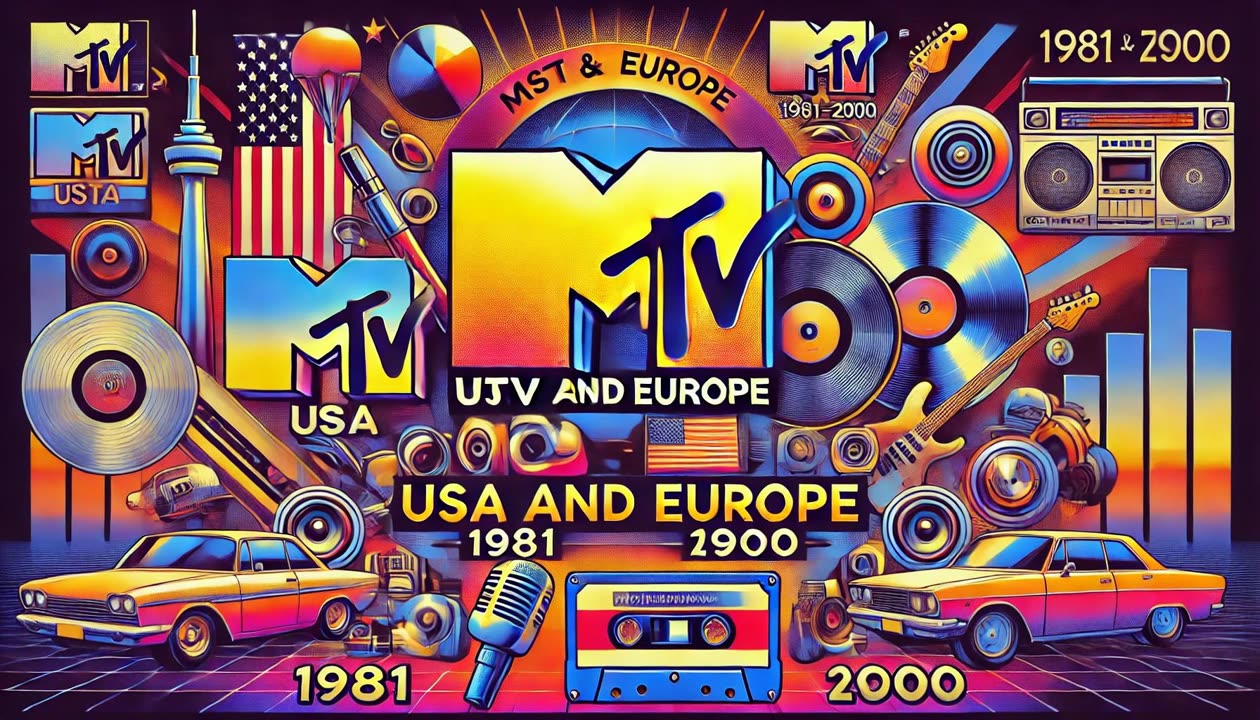 MTV
MST & EUROPE
MTV
1981-2000
1981 & Z900
MTV
USTA
MTV
USA
MTV
UJV AND EUROPE
USA AND EUROPE
1981 2900
1981
2000